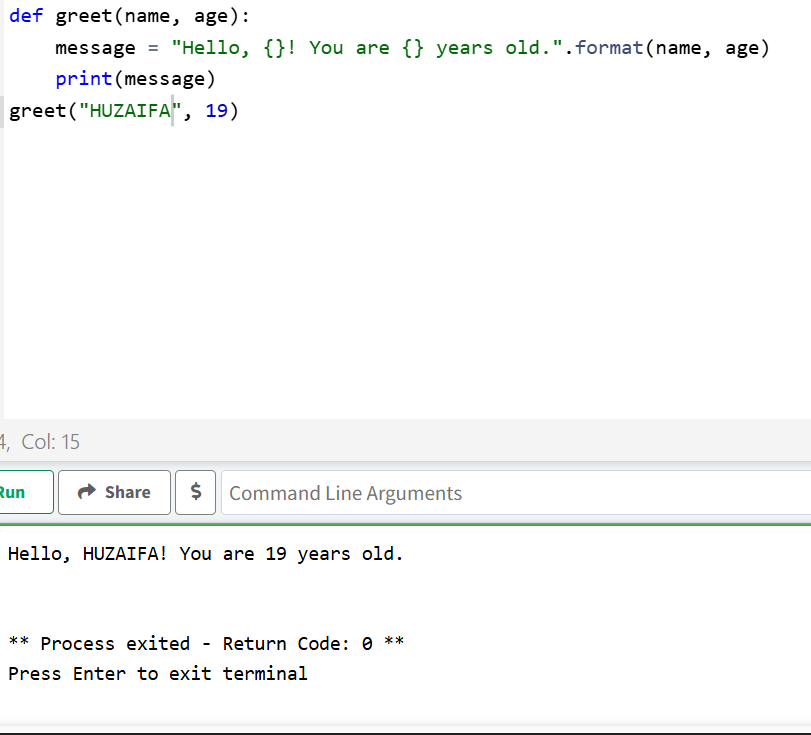 def greet(name, age):
    message = "Hello, {}! You are {} years old.".format(name, age)
    print(message)
greet("HUZAIFA", 19)
4, Col: 15
Run Share $ Command Line Arguments
Hello, HUZAIFA! You are 19 years old.
** Process exited - Return Code: 0 **
Press Enter to exit terminal